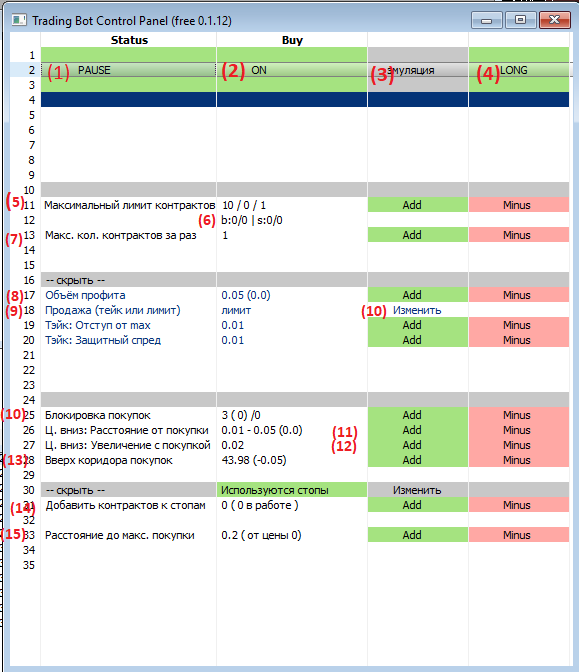 Trading Bot Control Panel (free 0.1.12)
Status Buy
1
2 (1) PAUSE (2) ON (3) эмуляция (4) LONG
3
4
5
6
7
8
9
10
(5) 11 Максимальный лимит контрактов 10 / 0 / 1 Add Minus
12 (6) b:0/0 | s:0/0
(7) 13 Макс. кол. контрактов за раз 1 Add Minus
14
15
16 -- скрыть --
(8) 17 Объём профита 0.05 (0.0) Add Minus
(9) 18 Продажа (тейк или лимит) лимит (10) Изменить
19 Тэйк: Отступ от max 0.01 Add Minus
20 Тэйк: Защитный спред 0.01 Add Minus
21
22
23
24
(10) 25 Блокировка покупок 3 ( 0) /0 Add Minus
26 Ц. вниз: Расстояние от покупки 0.01 - 0.05 (0.0) (11) Add Minus
27 Ц. вниз: Увеличение с покупкой 0.02 (12) Add Minus
(13) 28 Вверх коридора покупок 43.98 (-0.05) Add Minus
29
30 -- скрыть -- Используются стопы Изменить
(14) 31 Добавить контрактов к стопам 0 ( 0 в работе ) Add Minus
32
(15) 33 Расстояние до макс. покупки 0.2 ( от цены 0) Add Minus
34
35